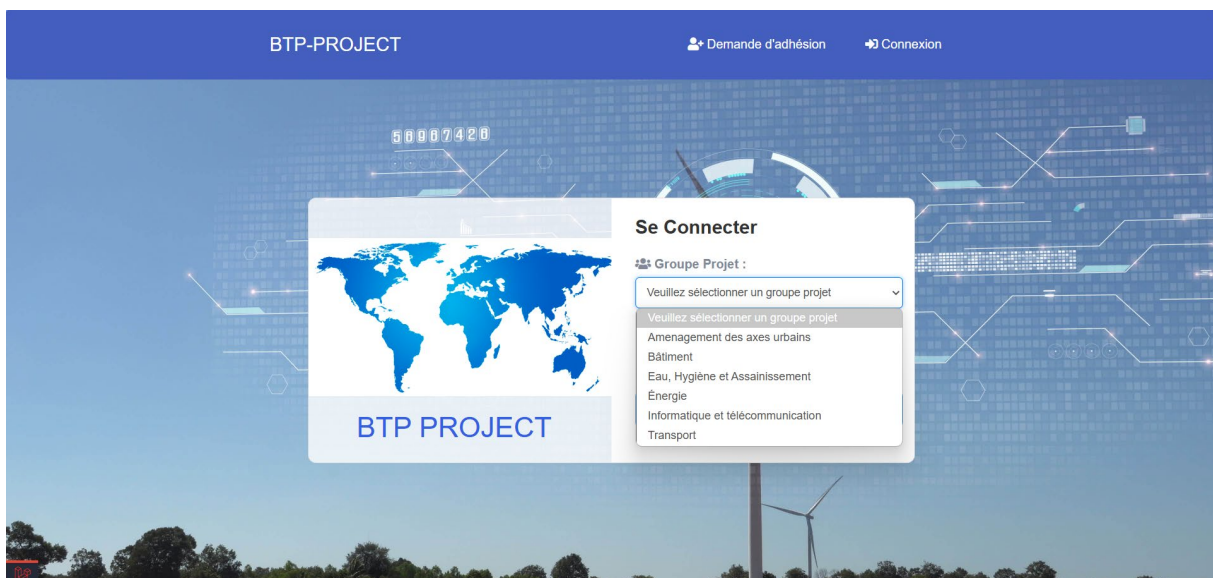 BTP-PROJECT
Demande d'adhésion
Connexion
56967426
Se Connecter
Groupe Projet :
Veuillez sélectionner un groupe projet
Veuillez sélectionner un groupe projet
Amenagement des axes urbains
Bâtiment
Eau, Hygiène et Assainissement
Énergie
Informatique et télécommunication
Transport
BTP PROJECT